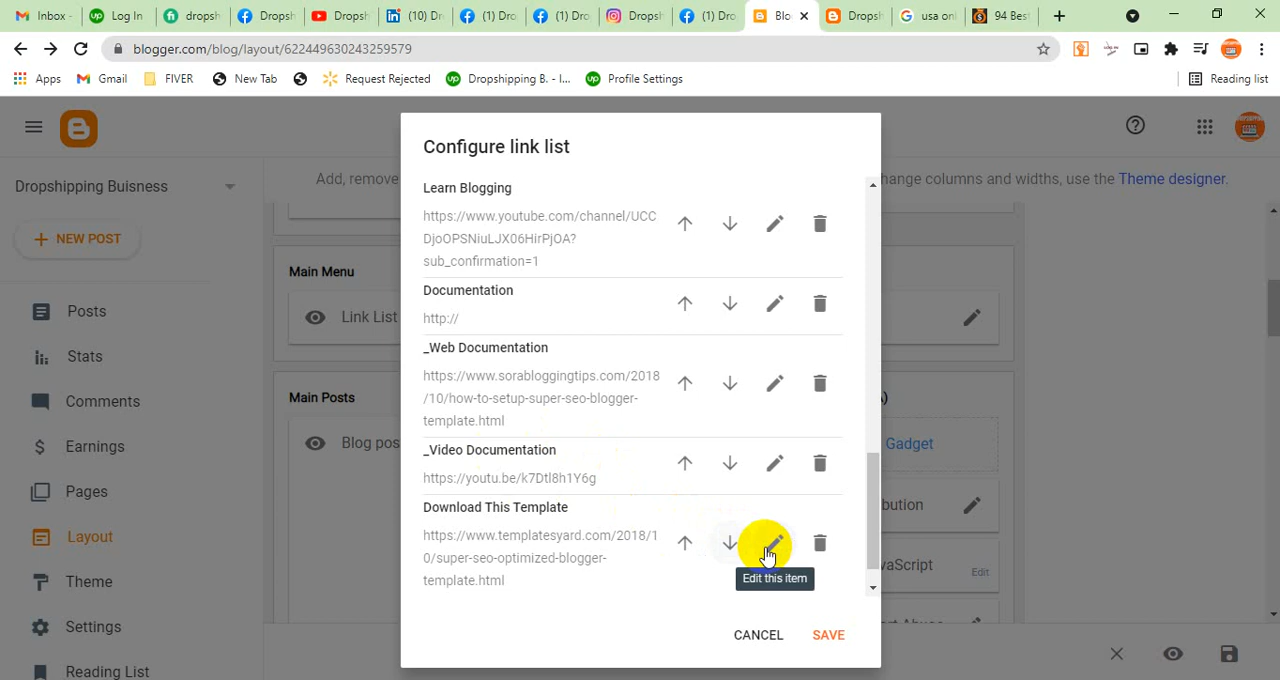 Inbox -
Log In
dropsh
Dropsh
Dropsh
(10) Dr
(1) Dro
(1) Dro
Dropsh
(1) Dro
Blo
Dropsh
usa onl
94 Best
blogger.com/blog/layout/622449630243259579
Apps
Gmail
FIVER
New Tab
Request Rejected
Dropshipping B. - I...
Profile Settings
Reading list
Dropshipping Buisness
NEW POST
Posts
Stats
Comments
Earnings
Pages
Layout
Theme
Settings
Reading List
Add, remove
hange columns and widths, use the Theme designer.
Main Menu
Link List
Main Posts
Blog pos
Gadget
bution
vaScript
Edit
Configure link list
Learn Blogging
https://www.youtube.com/channel/UCC
DjoOPSNiuLJX06HirPjOA?
sub_confirmation=1
Documentation
http://
_Web Documentation
https://www.sorabloggingtips.com/2018
/10/how-to-setup-super-seo-blogger-
template.html
_Video Documentation
https://youtu.be/k7Dtl8h1Y6g
Download This Template
https://www.templatesyard.com/2018/1
0/super-seo-optimized-blogger-
template.html
Edit this item
CANCEL
SAVE